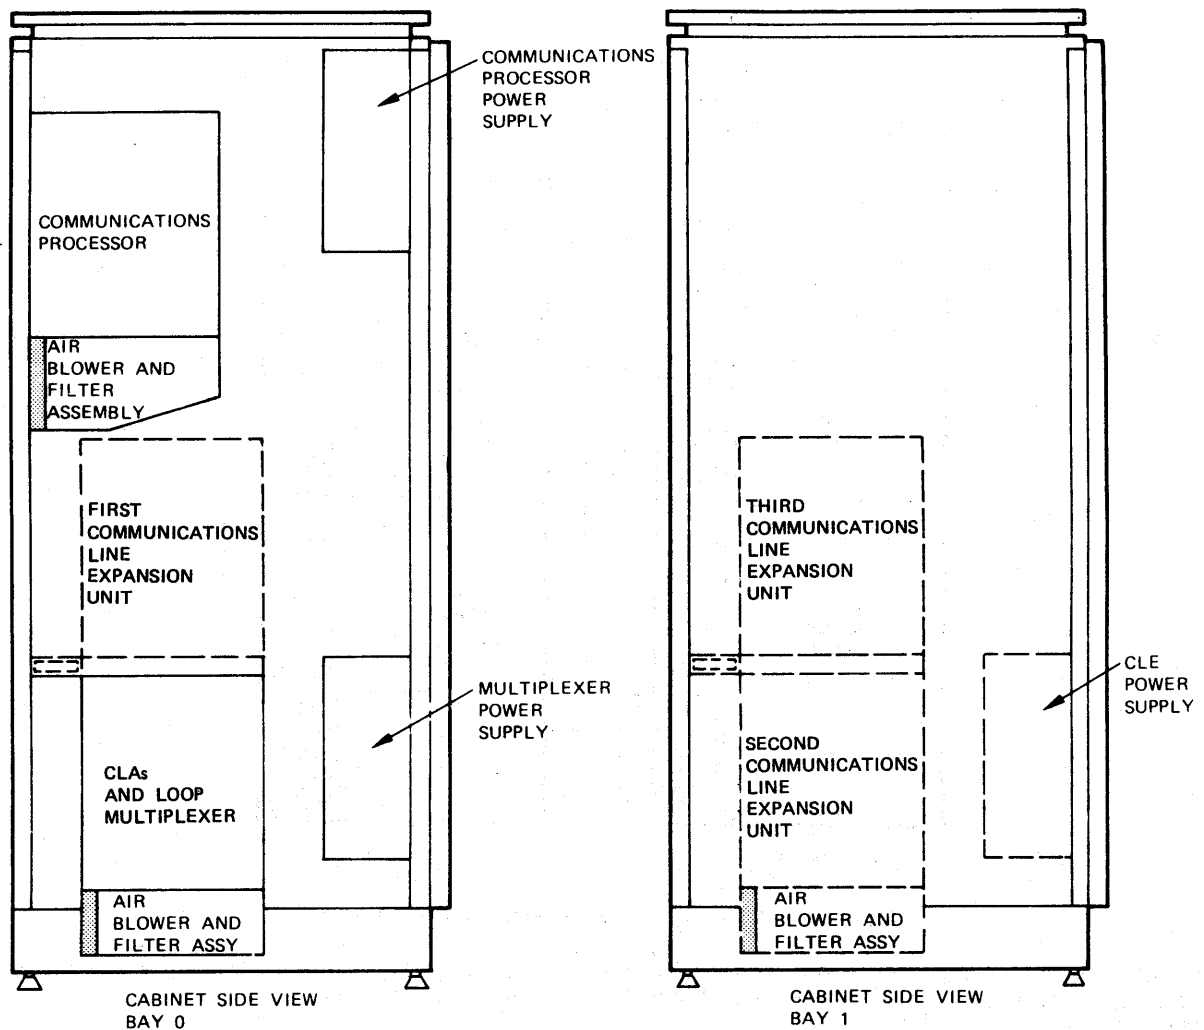 COMMUNICATIONS
PROCESSOR
POWER
SUPPLY
COMMUNICATIONS
PROCESSOR
AIR
BLOWER AND
FILTER
ASSEMBLY
FIRST
COMMUNICATIONS
LINE
EXPANSION
UNIT
MULTIPLEXER
POWER
SUPPLY
CLAs
AND LOOP
MULTIPLEXER
AIR
BLOWER AND
FILTER ASSY
CABINET SIDE VIEW
BAY 0
THIRD
COMMUNICATIONS
LINE
EXPANSION
UNIT
CLE
POWER
SUPPLY
SECOND
COMMUNICATIONS
LINE
EXPANSION
UNIT
AIR
BLOWER AND
FILTER ASSY
CABINET SIDE VIEW
BAY 1